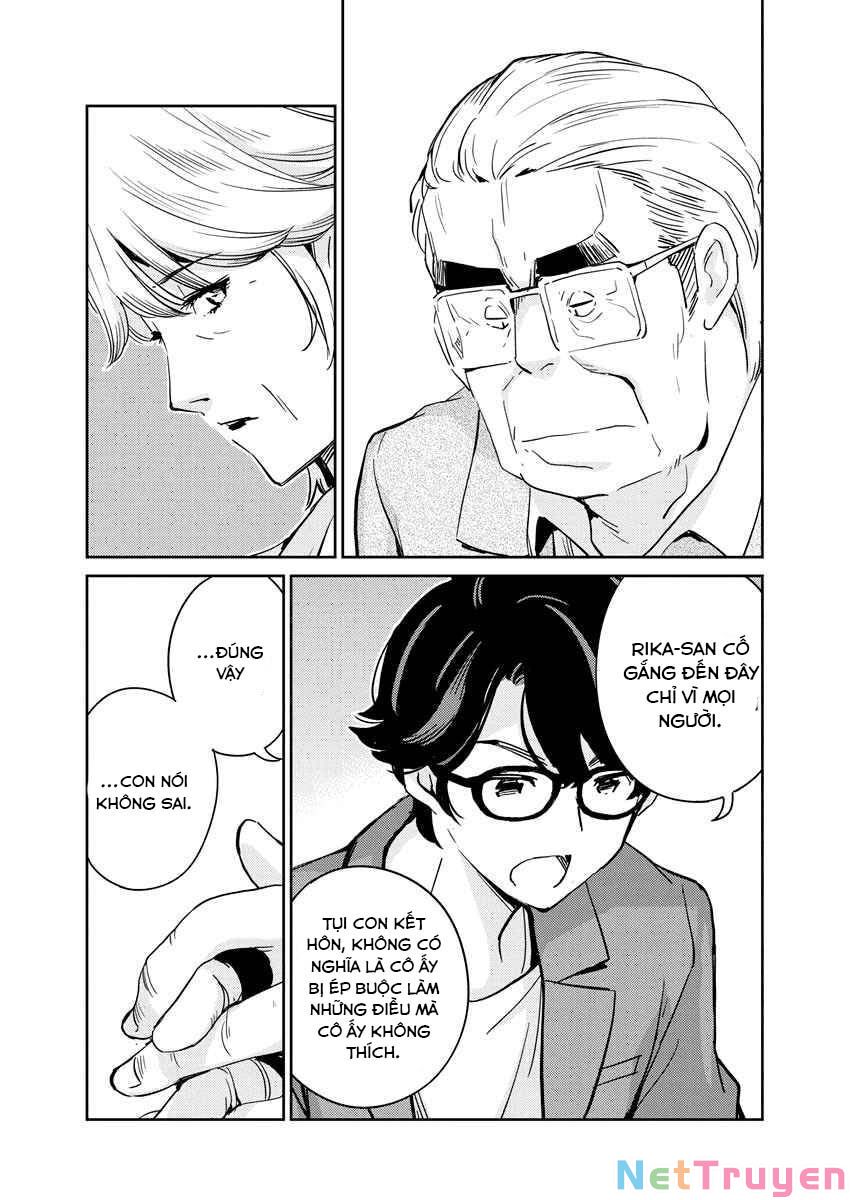 RIKA-SAN CỐ
GẮNG ĐẾN ĐÂY
CHỈ VÌ MỌI
NGƯỜI.
TỤI CON KẾT
HÔN, KHÔNG CÓ
NGHĨA LÀ CÔ ẤY
BỊ ÉP BUỘC LÀM
NHỮNG ĐIỀU MÀ
CÔ ẤY KHÔNG
THÍCH.
...ĐÚNG
VẬY
...CON NÓI
KHÔNG SAI.
NetTruyen